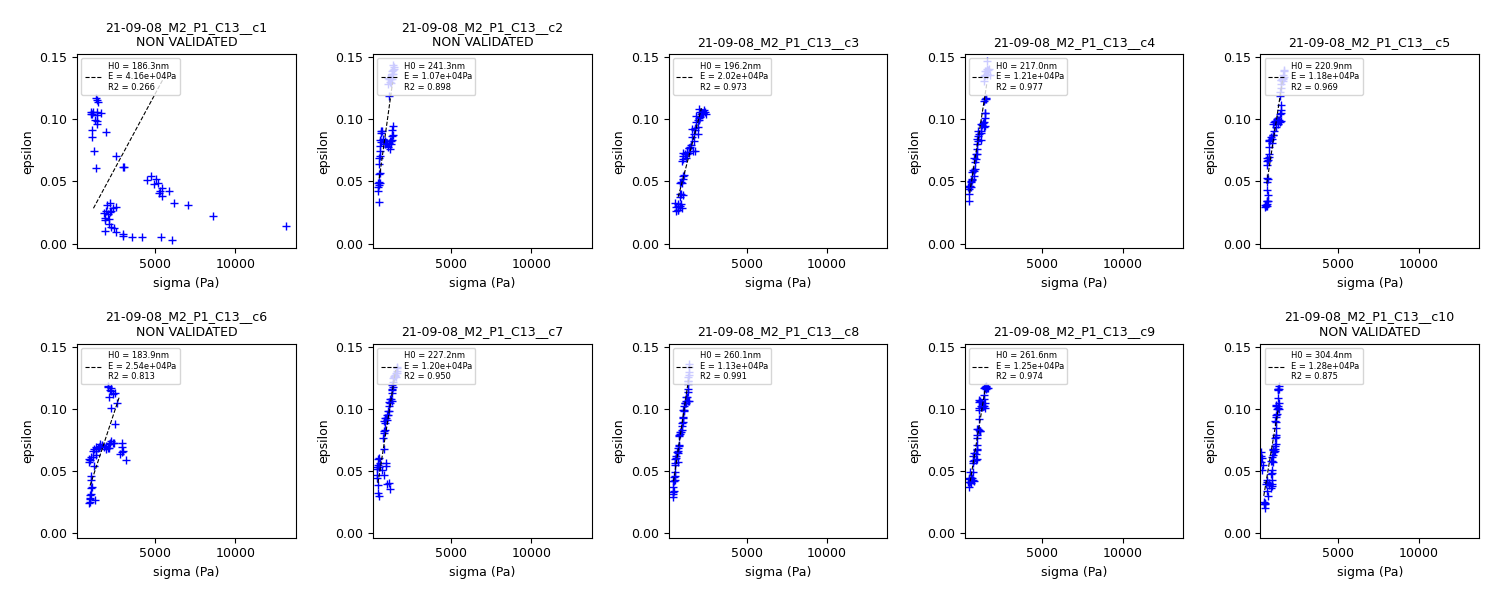 21-09-08_M2_P1_C13__c1
NON VALIDATED
H0 = 186.3nm
E = 4.16e+04Pa
R2 = 0.266
0.15
0.10
0.05
0.00
epsilon
5000 10000
sigma (Pa)
21-09-08_M2_P1_C13__c2
NON VALIDATED
H0 = 241.3nm
E = 1.07e+04Pa
R2 = 0.898
0.15
0.10
0.05
0.00
epsilon
5000 10000
sigma (Pa)
21-09-08_M2_P1_C13__c3
H0 = 196.2nm
E = 2.02e+04Pa
R2 = 0.973
0.15
0.10
0.05
0.00
epsilon
5000 10000
sigma (Pa)
21-09-08_M2_P1_C13__c4
H0 = 217.0nm
E = 1.21e+04Pa
R2 = 0.977
0.15
0.10
0.05
0.00
epsilon
5000 10000
sigma (Pa)
21-09-08_M2_P1_C13__c5
H0 = 220.9nm
E = 1.18e+04Pa
R2 = 0.969
0.15
0.10
0.05
0.00
epsilon
5000 10000
sigma (Pa)
21-09-08_M2_P1_C13__c6
NON VALIDATED
H0 = 183.9nm
E = 2.54e+04Pa
R2 = 0.813
0.15
0.10
0.05
0.00
epsilon
5000 10000
sigma (Pa)
21-09-08_M2_P1_C13__c7
H0 = 227.2nm
E = 1.20e+04Pa
R2 = 0.950
0.15
0.10
0.05
0.00
epsilon
5000 10000
sigma (Pa)
21-09-08_M2_P1_C13__c8
H0 = 260.1nm
E = 1.13e+04Pa
R2 = 0.991
0.15
0.10
0.05
0.00
epsilon
5000 10000
sigma (Pa)
21-09-08_M2_P1_C13__c9
H0 = 261.6nm
E = 1.25e+04Pa
R2 = 0.974
0.15
0.10
0.05
0.00
epsilon
5000 10000
sigma (Pa)
21-09-08_M2_P1_C13__c10
NON VALIDATED
H0 = 304.4nm
E = 1.28e+04Pa
R2 = 0.875
0.15
0.10
0.05
0.00
epsilon
5000 10000
sigma (Pa)